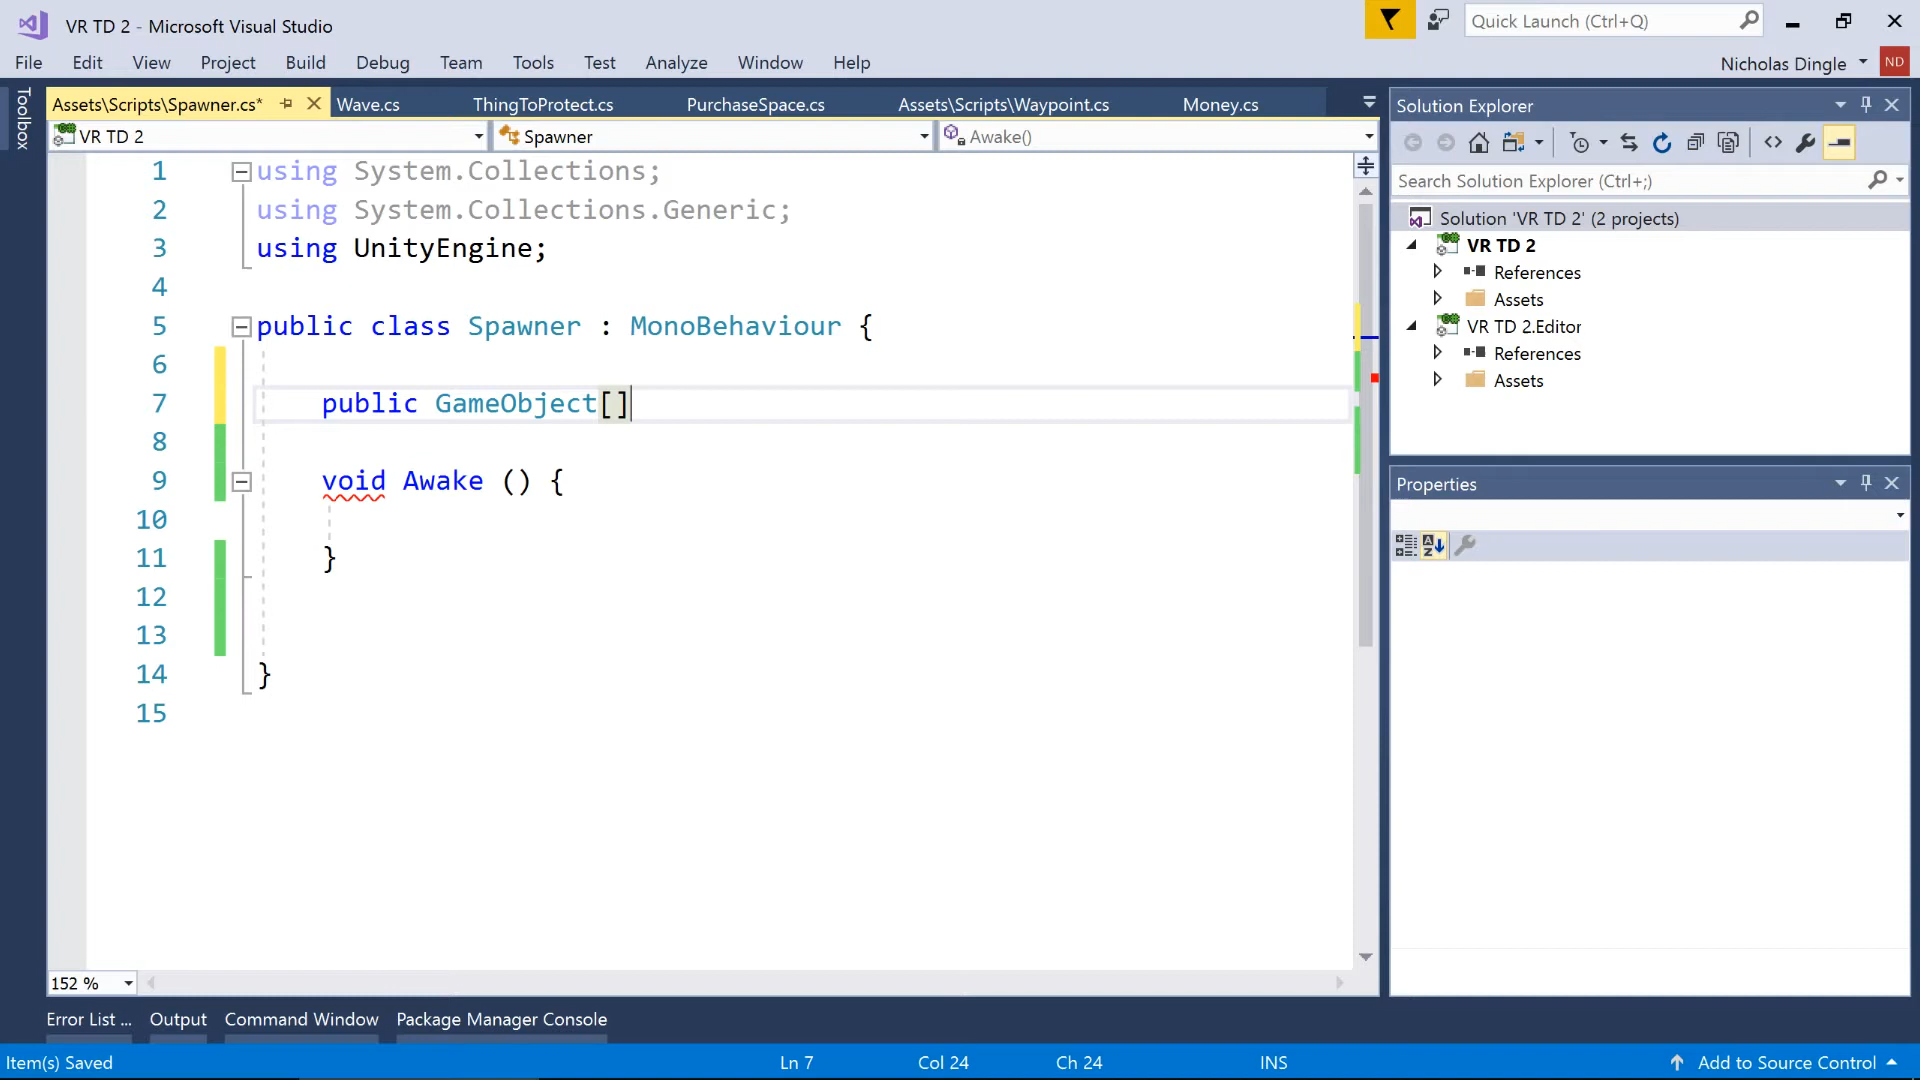 VR TD 2 - Microsoft Visual Studio
Quick Launch (Ctrl+Q)
File Edit View Project Build Debug Team Tools Test Analyze Window Help
Nicholas Dingle ND
Toolbox
Assets\Scripts\Spawner.cs* Wave.cs ThingToProtect.cs PurchaseSpace.cs Assets\Scripts\Waypoint.cs Money.cs
VR TD 2 Spawner Awake()
1 using System.Collections;
2 using System.Collections.Generic;
3 using UnityEngine;
4
5 public class Spawner : MonoBehaviour {
6
7 public GameObject[]
8
9 void Awake () {
10
11 }
12
13
14 }
15
152 %
Solution Explorer
Search Solution Explorer (Ctrl+;)
Solution 'VR TD 2' (2 projects)
VR TD 2
References
Assets
VR TD 2.Editor
References
Assets
Properties
Error List ... Output Command Window Package Manager Console
Item(s) Saved Ln 7 Col 24 Ch 24 INS Add to Source Control